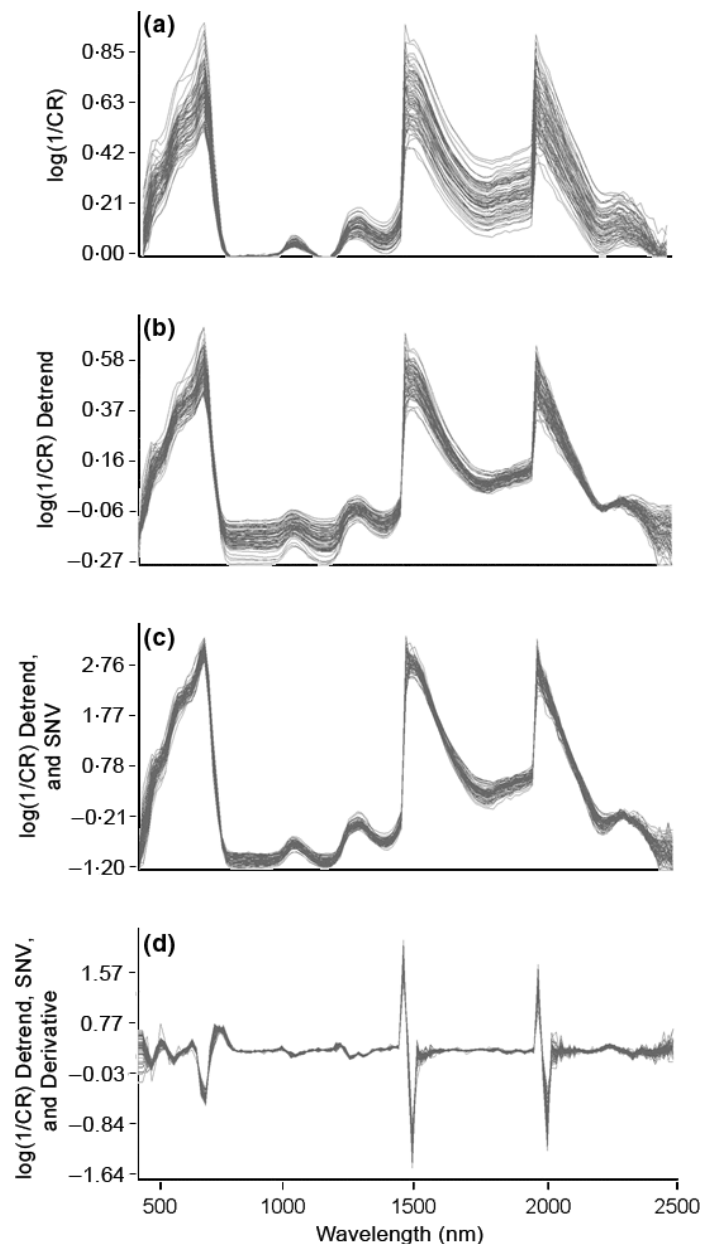 (a)
log(1/CR)
0·85
0·63
0·42
0·21
0·00
(b)
log(1/CR) Detrend
0·58
0·37
0·16
−0·06
−0·27
(c)
log(1/CR) Detrend,
and SNV
2·76
1·77
0·78
−0·21
−1·20
(d)
log(1/CR) Detrend, SNV,
and Derivative
1·57
0·77
−0·03
−0·84
−1·64
500 1000 1500 2000 2500
Wavelength (nm)